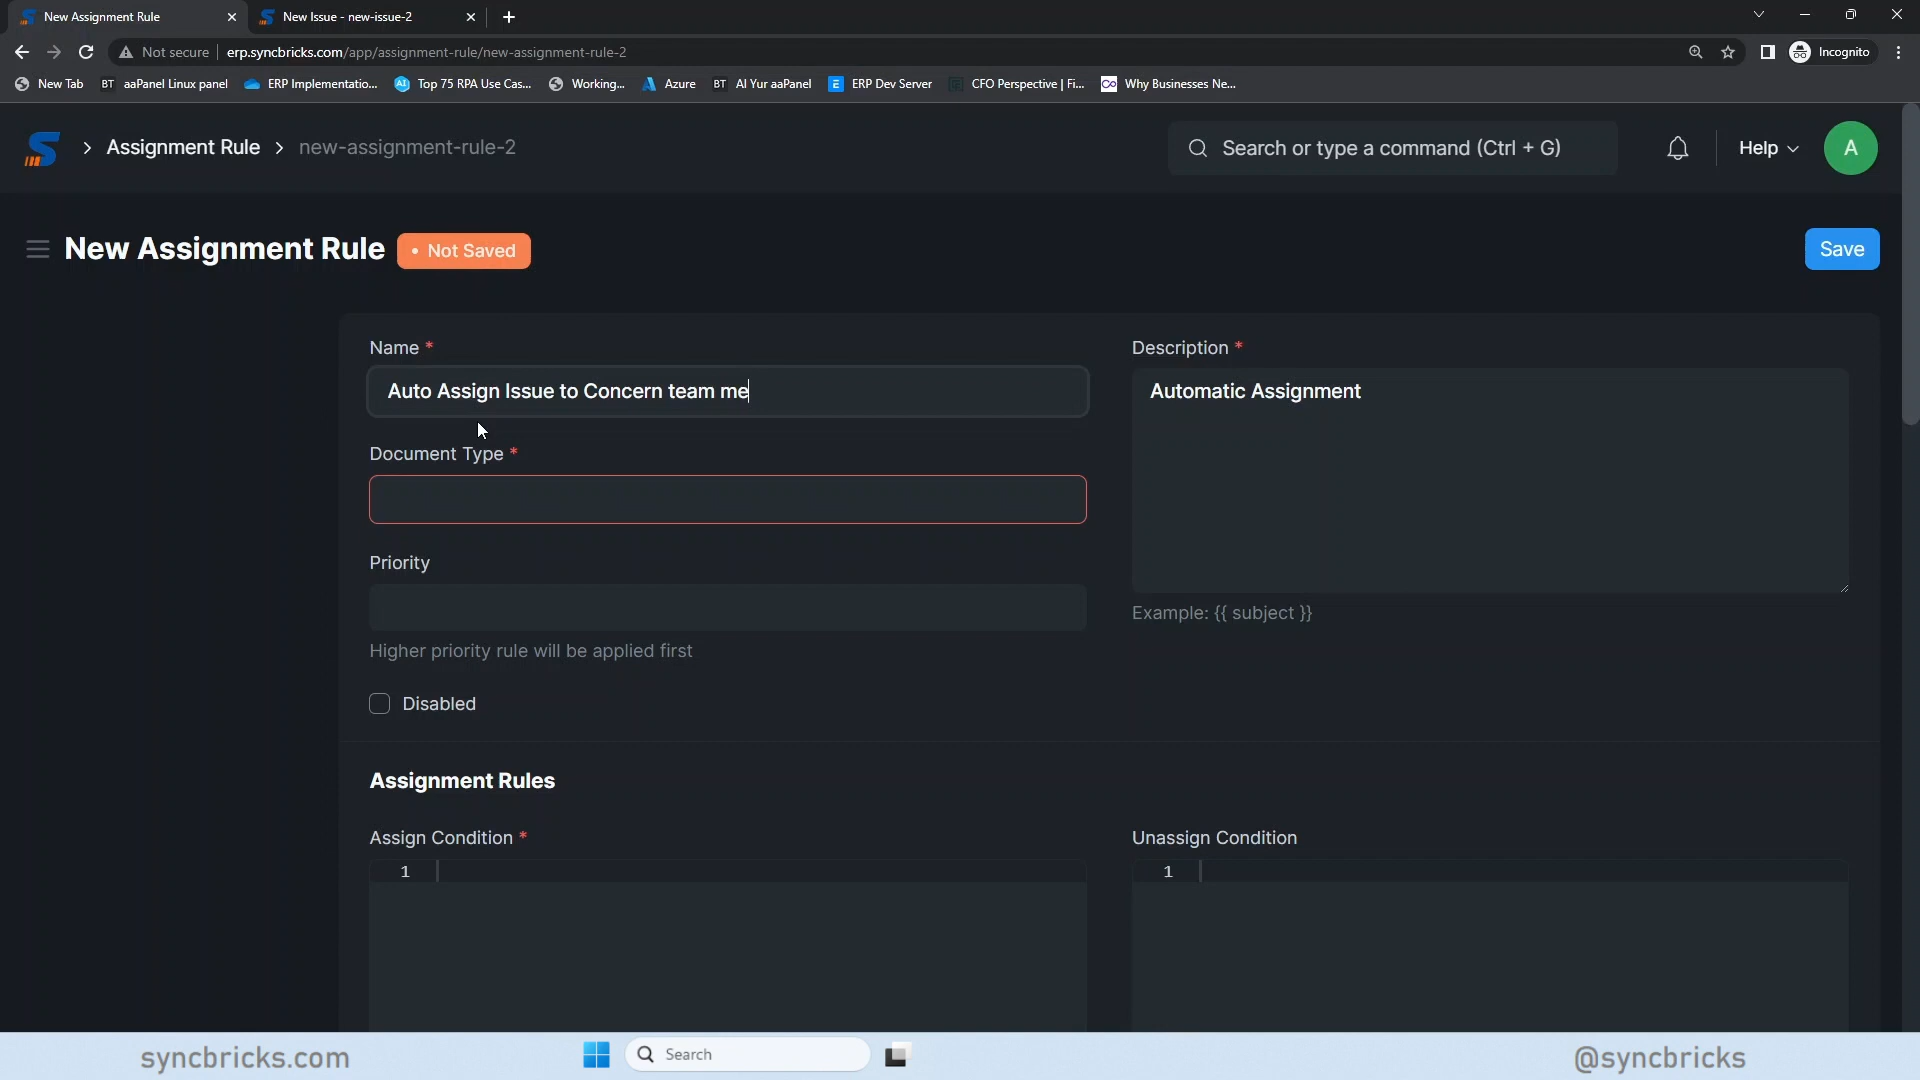 New Assignment Rule
New Issue - new-issue-2
Not secure
erp.syncbricks.com/app/assignment-rule/new-assignment-rule-2
Incognito
New Tab
BT aaPanel Linux panel
ERP Implementatio...
AI Top 75 RPA Use Cas...
Working...
Azure
BT Al Yur aaPanel
E ERP Dev Server
CFO Perspective | Fi...
Why Businesses Ne...
Assignment Rule
new-assignment-rule-2
Search or type a command (Ctrl + G)
Help
A
New Assignment Rule
• Not Saved
Save
Name *
Auto Assign Issue to Concern team me
Document Type *
Priority
Higher priority rule will be applied first
Disabled
Description *
Automatic Assignment
Example: {{ subject }}
Assignment Rules
Assign Condition *
1
Unassign Condition
1
syncbricks.com
Search
@syncbricks